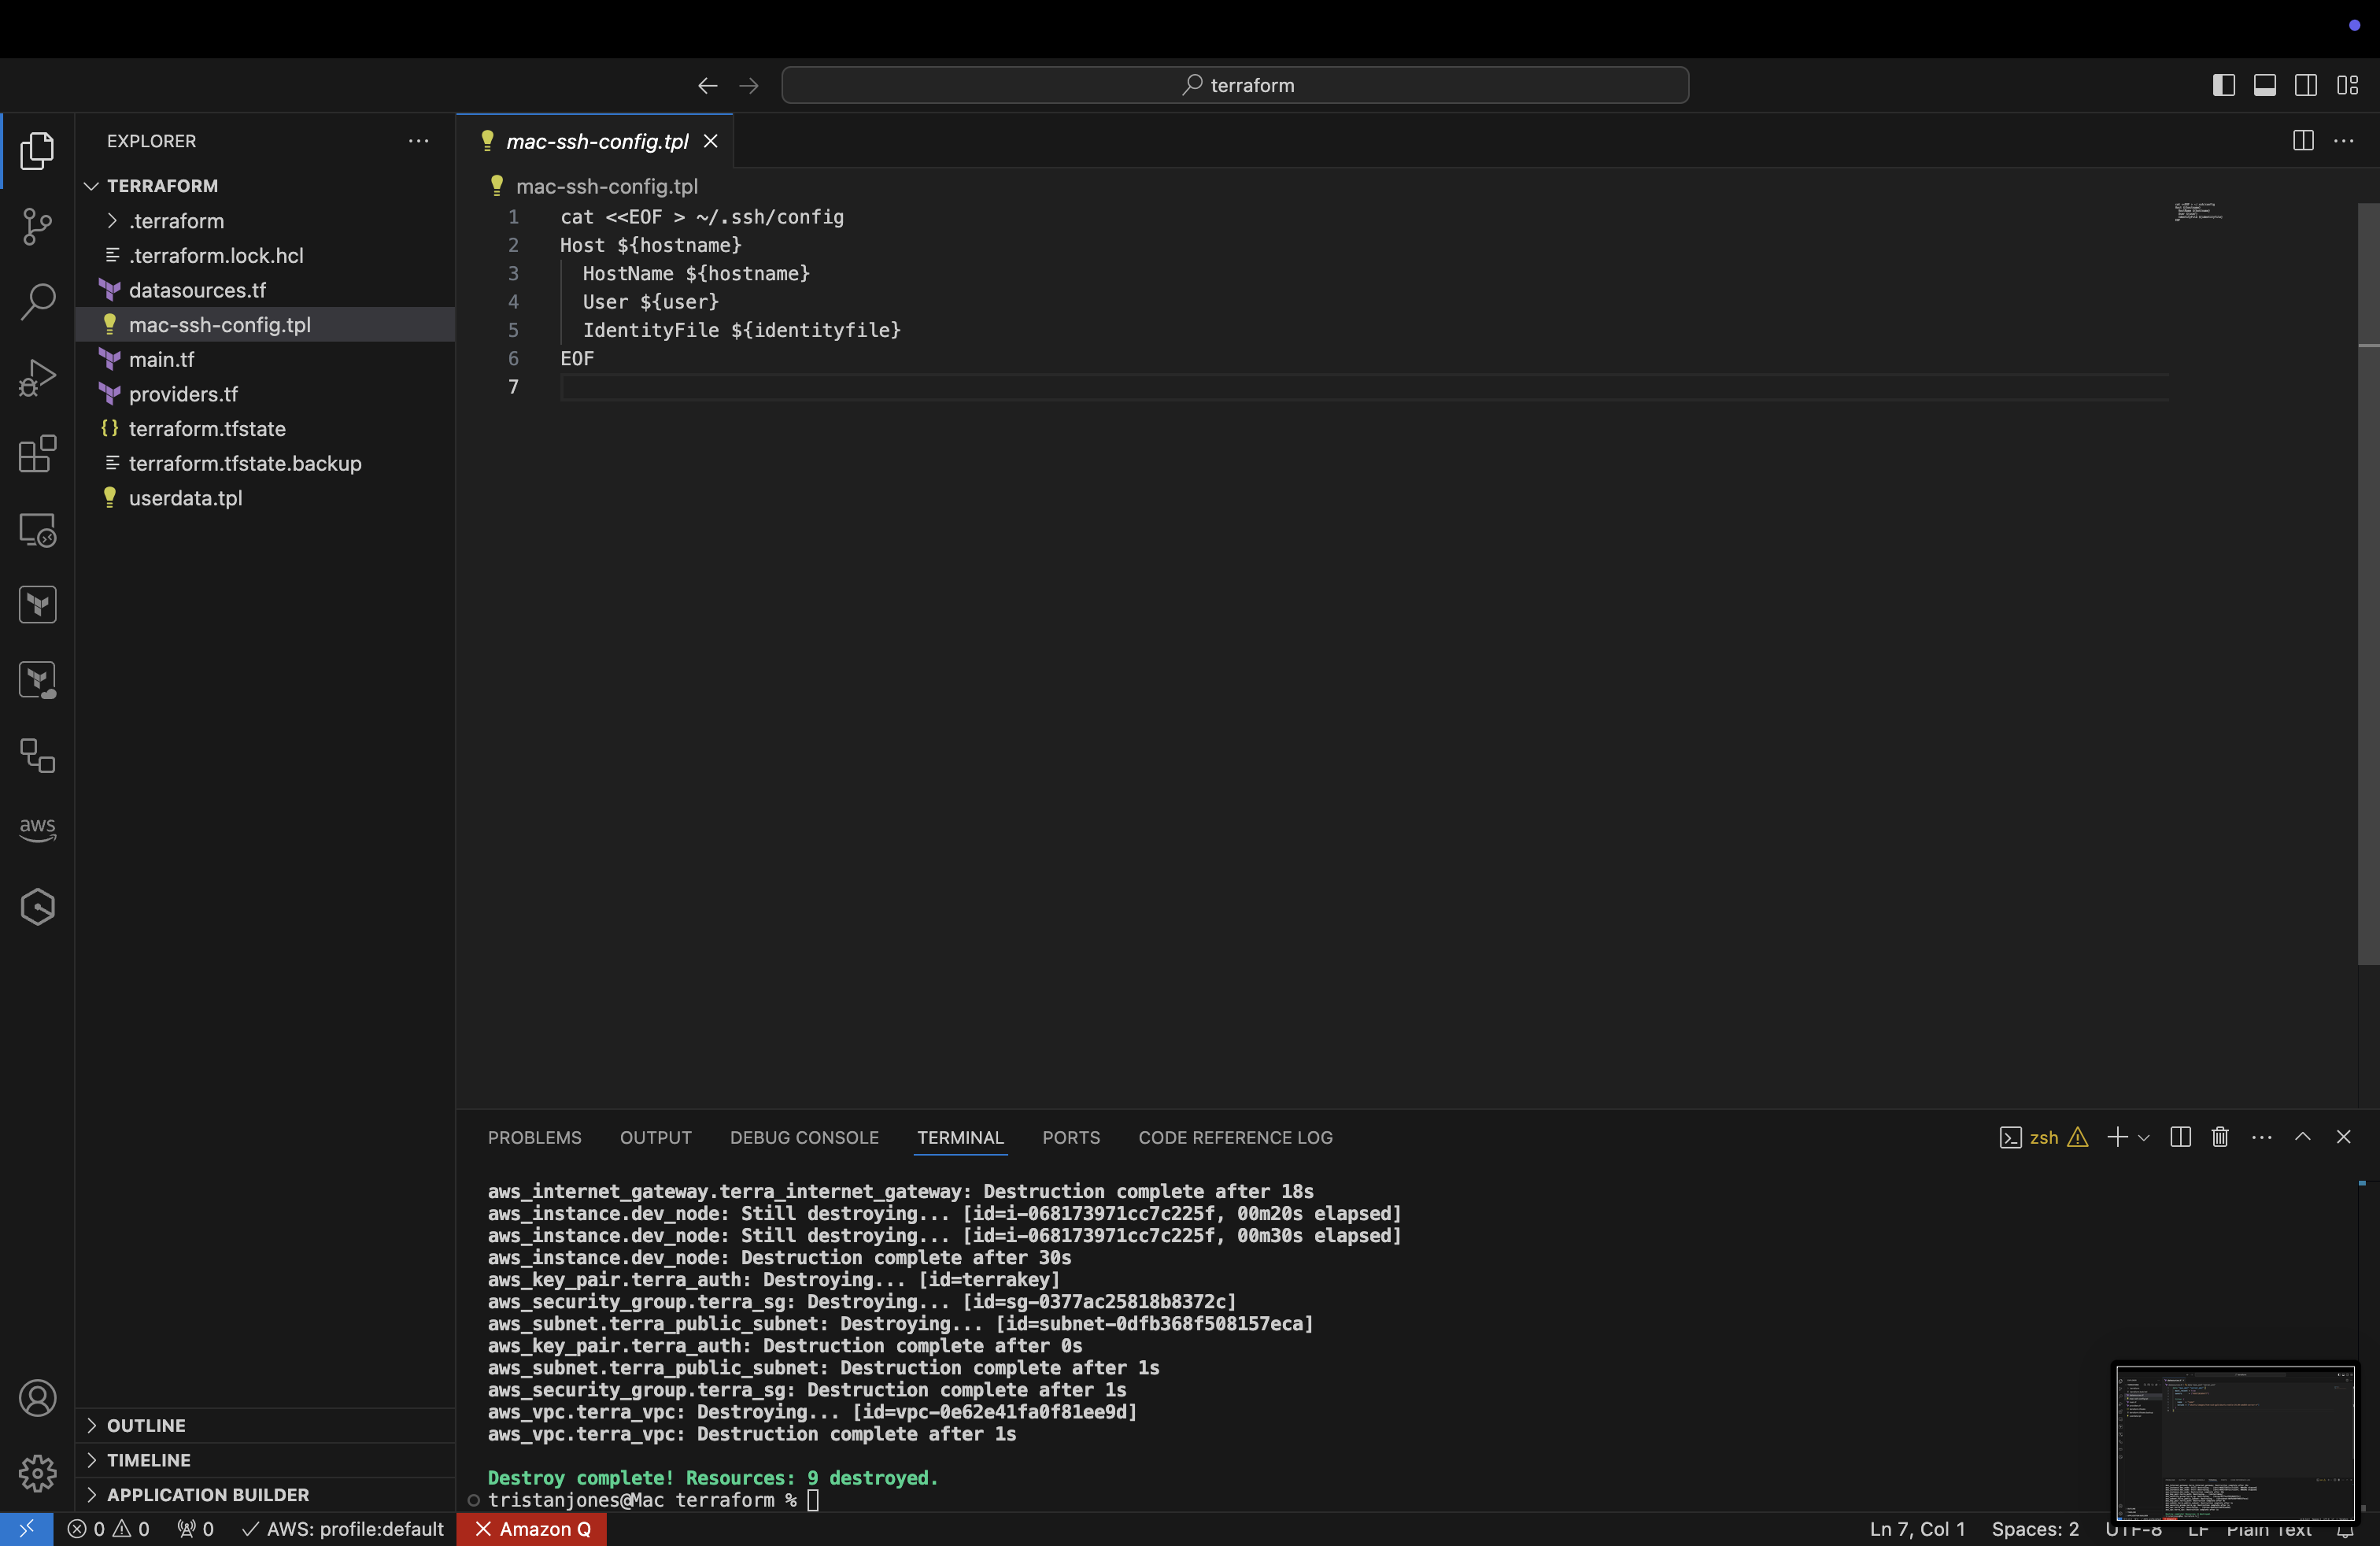 terraform
EXPLORER
TERRAFORM
.terraform
.terraform.lock.hcl
datasources.tf
mac-ssh-config.tpl
main.tf
providers.tf
terraform.tfstate
terraform.tfstate.backup
userdata.tpl
aws
OUTLINE
TIMELINE
APPLICATION BUILDER
mac-ssh-config.tpl
mac-ssh-config.tpl
1 cat <<EOF > ~/.ssh/config
2 Host ${hostname}
3 HostName ${hostname}
4 User ${user}
5 IdentityFile ${identityfile}
6 EOF
7
PROBLEMS OUTPUT DEBUG CONSOLE TERMINAL PORTS CODE REFERENCE LOG
zsh
aws_internet_gateway.terra_internet_gateway: Destruction complete after 18s
aws_instance.dev_node: Still destroying... [id=i-068173971cc7c225f, 00m20s elapsed]
aws_instance.dev_node: Still destroying... [id=i-068173971cc7c225f, 00m30s elapsed]
aws_instance.dev_node: Destruction complete after 30s
aws_key_pair.terra_auth: Destroying... [id=terrakey]
aws_security_group.terra_sg: Destroying... [id=sg-0377ac25818b8372c]
aws_subnet.terra_public_subnet: Destroying... [id=subnet-0dfb368f508157eca]
aws_key_pair.terra_auth: Destruction complete after 0s
aws_subnet.terra_public_subnet: Destruction complete after 1s
aws_security_group.terra_sg: Destruction complete after 1s
aws_vpc.terra_vpc: Destroying... [id=vpc-0e62e41fa0f81ee9d]
aws_vpc.terra_vpc: Destruction complete after 1s
Destroy complete! Resources: 9 destroyed.
tristanjones@Mac terraform %
0 0 0 AWS: profile:default Amazon Q Ln 7, Col 1 Spaces: 2 UTF-8 LF Plain Text